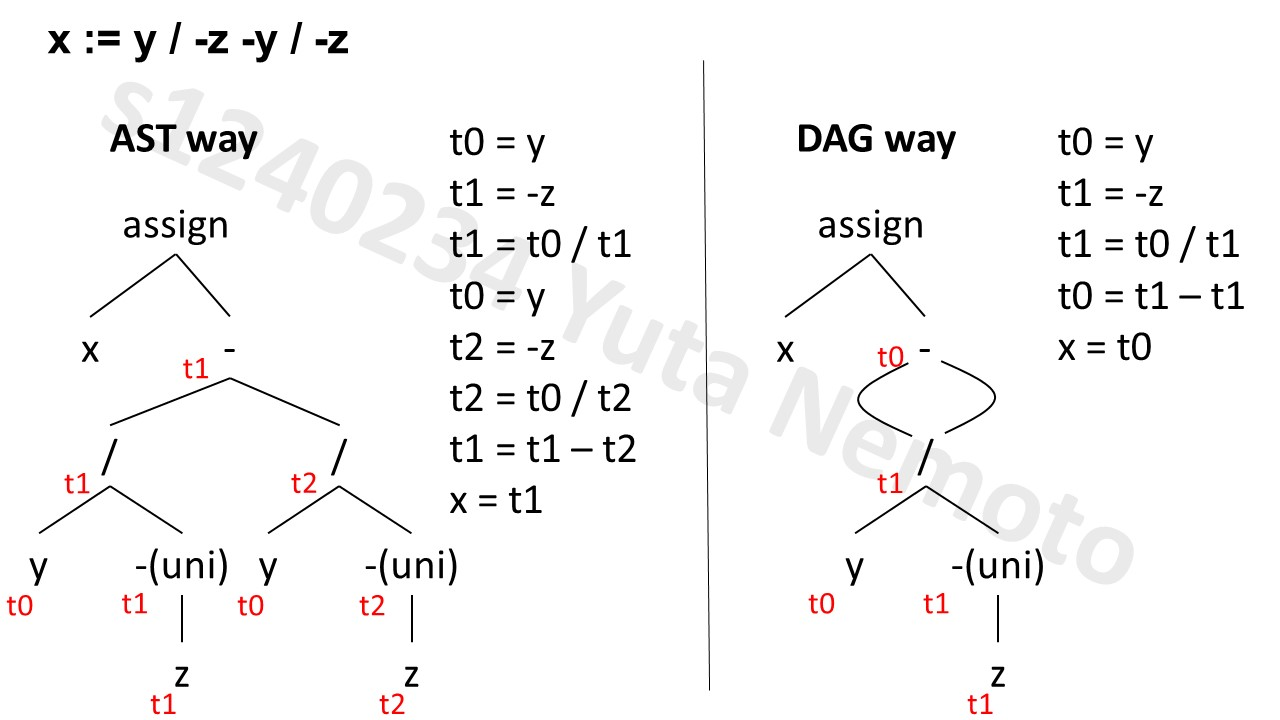 x := y / -z -y / -z
s1240234 Yuta Nemoto
AST way
assign
x
-
t1
/
/
t1
t2
y
-(uni)
y
-(uni)
t0
t1
t0
t2
z
z
t1
t2
t0 = y
t1 = -z
t1 = t0 / t1
t0 = y
t2 = -z
t2 = t0 / t2
t1 = t1 – t2
x = t1
DAG way
assign
x
t0 -
/
t1
y
-(uni)
t0
t1
z
t1
t0 = y
t1 = -z
t1 = t0 / t1
t0 = t1 – t1
x = t0